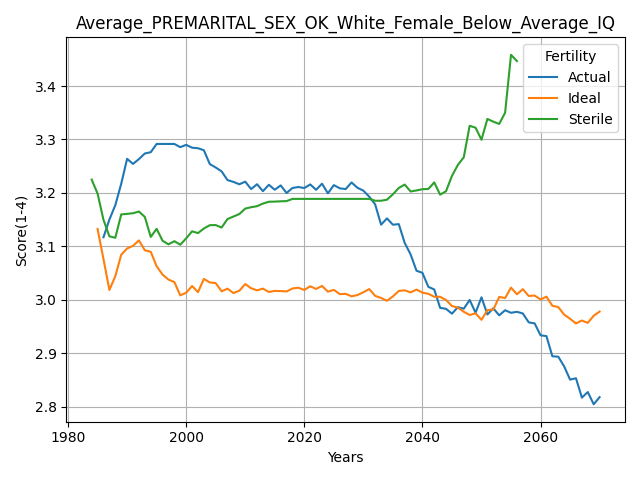 Average_PREMARITAL_SEX_OK_White_Female_Below_Average_IQ
Fertility
Actual
Ideal
Sterile
Score(1-4)
3.4
3.3
3.2
3.1
3.0
2.9
2.8
1980
2000
2020
2040
2060
Years